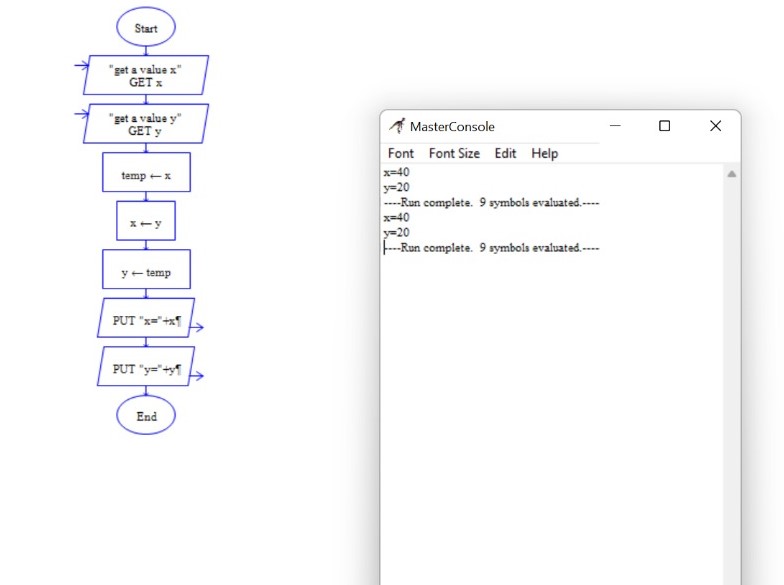 Start
"get a value x"
GET x
"get a value y"
GET y
temp ← x
x ← y
y ← temp
PUT "x="+x¶
PUT "y="+y¶
End
MasterConsole
Font Font Size Edit Help
x=40
y=20
----Run complete. 9 symbols evaluated.----
x=40
y=20
----Run complete. 9 symbols evaluated.----